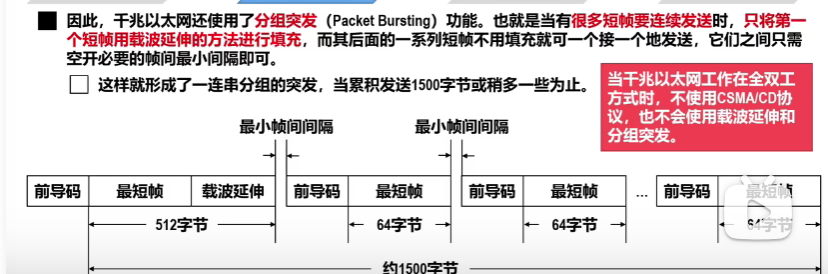 因此，千兆以太网还使用了分组突发（Packet Bursting）功能。也就是当有很多短帧要连续发送时，只将第一
个短帧用载波延伸的方法进行填充，而其后面的一系列短帧不用填充就可一个接一个地发送，它们之间只需
空开必要的帧间最小间隔即可。
这样就形成了一连串分组的突发，当累积发送1500字节或稍多一些为止。
当千兆以太网工作在全双工
方式时，不使用CSMA/CD协
议，也不会使用载波延伸和
分组突发。
最小帧间间隔 最小帧间间隔
前导码 最短帧 载波延伸 前导码 最短帧 前导码 最短帧 ... 前导码 最短帧
512字节 64字节 64字节 64字节
约1500字节